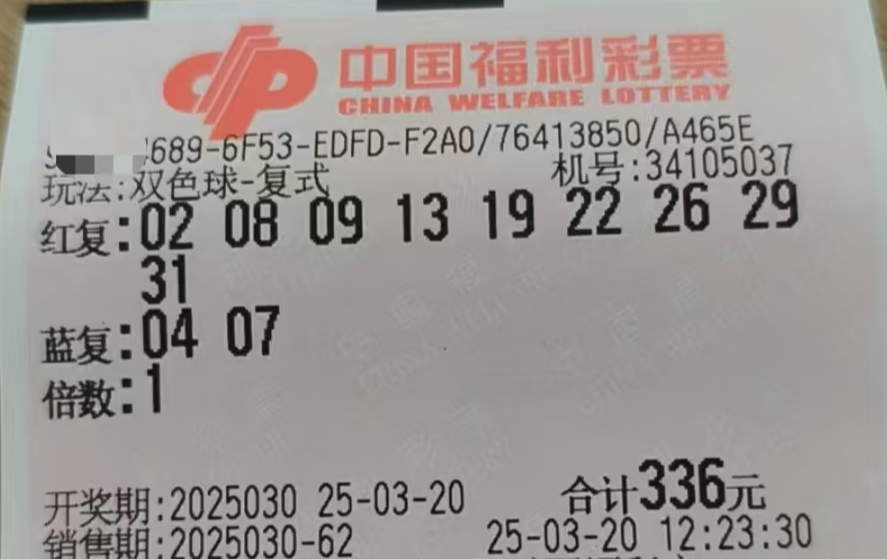 中国福利彩票
CHINA WELFARE LOTTERY
689-6F53-EDFD-F2A0/76413850/A465E
玩法:双色球-复式 机号:34105037
红复:02 08 09 13 19 22 26 29
31
蓝复:04 07
倍数:1
开奖期:2025030 25-03-20 合计336元
销售期:2025030-62 25-03-20 12:23:30